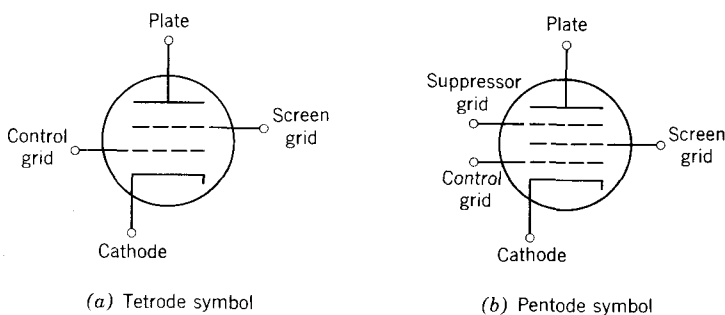 Plate
Control
grid
Screen
grid
Cathode
(a) Tetrode symbol
Plate
Suppressor
grid
Control
grid
Screen
grid
Cathode
(b) Pentode symbol